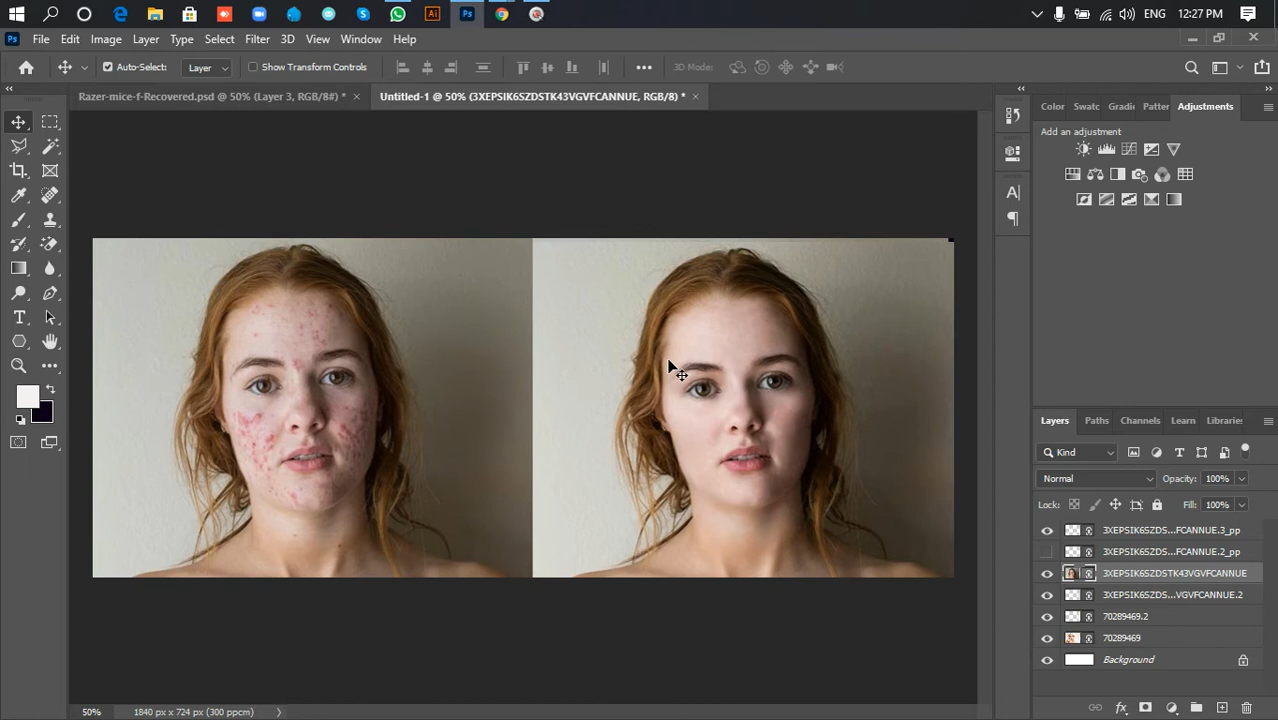 Ai
Ps
ENG
12:27 PM
Ps
File Edit Image Layer Type Select Filter 3D View Window Help
Auto-Select: Layer Show Transform Controls 3D Mode:
Razer-mice-f-Recovered.psd @ 50% (Layer 3, RGB/8#) *
Untitled-1 @ 50% (3XEPSIK6SZDSTK43VGVFCANNUE, RGB/8) *
Color Swatc Gradi Patter Adjustments
Add an adjustment
Layers Paths Channels Learn Librarie
Kind
Normal Opacity: 100%
Lock: Fill: 100%
3XEPSIK6SZDS...FCANNUE.3_pp
3XEPSIK6SZDS...FCANNUE.2_pp
3XEPSIK6SZDSTK43VGVFCANNUE
3XEPSIK6SZDS...VGVFCANNUE.2
70289469.2
70289469
Background
50% 1840 px x 724 px (300 ppcm)